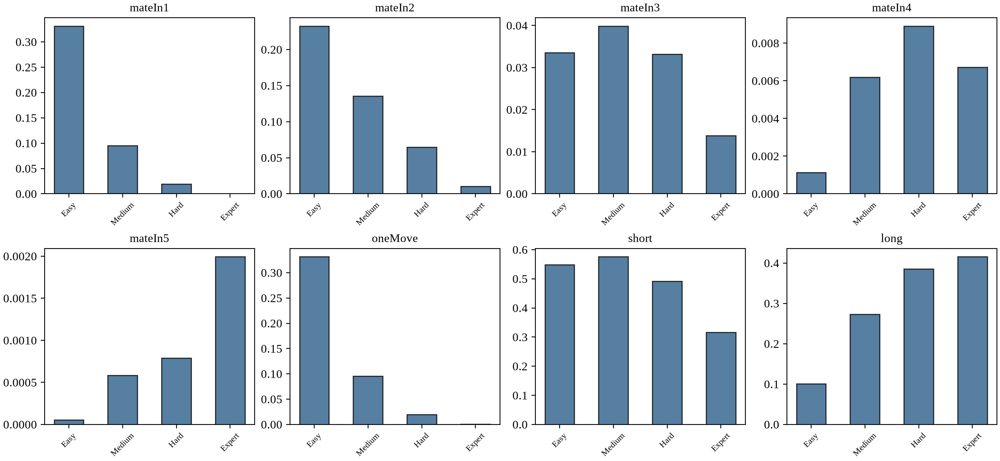 mateIn1
0.30
0.25
0.20
0.15
0.10
0.05
0.00
Easy
Medium
Hard
Expert
mateIn2
0.20
0.15
0.10
0.05
0.00
Easy
Medium
Hard
Expert
mateIn3
0.04
0.03
0.02
0.01
0.00
Easy
Medium
Hard
Expert
mateIn4
0.008
0.006
0.004
0.002
0.000
Easy
Medium
Hard
Expert
mateIn5
0.0020
0.0015
0.0010
0.0005
0.0000
Easy
Medium
Hard
Expert
oneMove
0.30
0.25
0.20
0.15
0.10
0.05
0.00
Easy
Medium
Hard
Expert
short
0.6
0.5
0.4
0.3
0.2
0.1
0.0
Easy
Medium
Hard
Expert
long
0.4
0.3
0.2
0.1
0.0
Easy
Medium
Hard
Expert